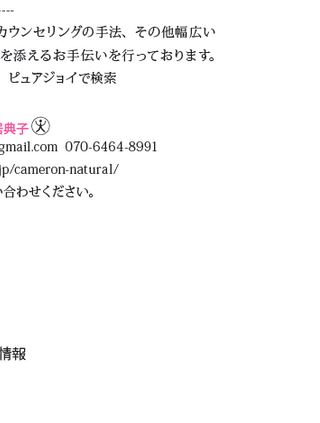 ----
カウンセリングの手法、その他幅広い
を添えるお手伝いを行っております。
ピュアジョイで検索
典子
gmail.com 070-6464-8991
jp/cameron-natural/
い合わせください。
情報